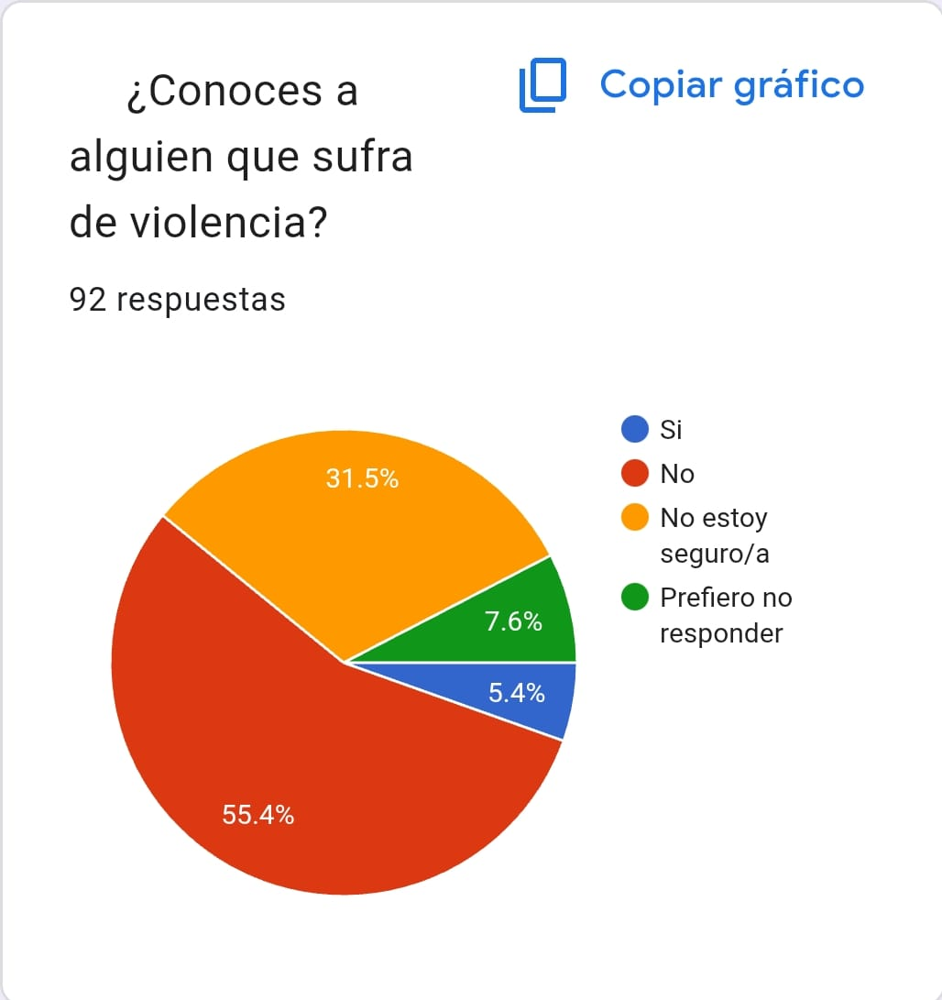 ¿Conoces a
alguien que sufra
de violencia?
Copiar gráfico
92 respuestas
31.5%
7.6%
5.4%
55.4%
Si
No
No estoy
seguro/a
Prefiero no
responder